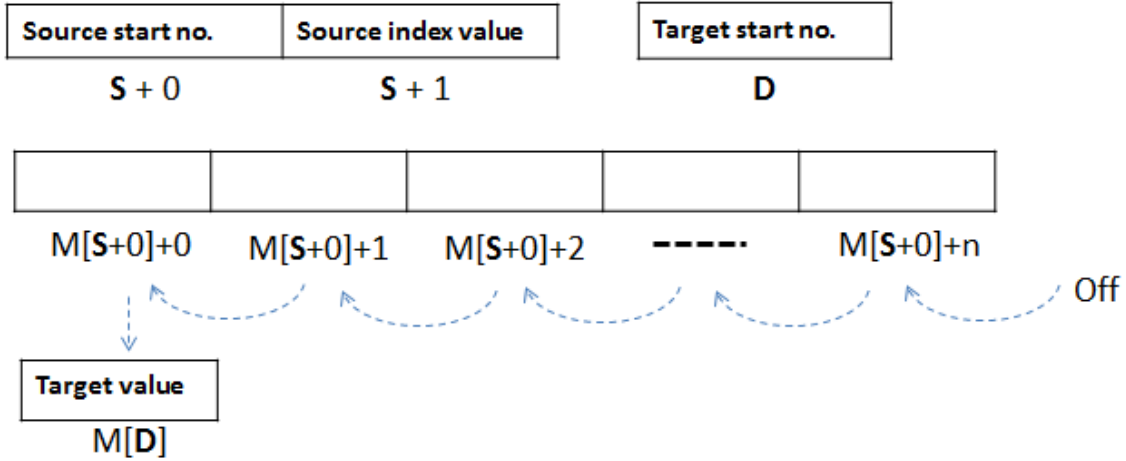 Source start no. Source index value Target start no.
S + 0 S + 1 D
M[S+0]+0 M[S+0]+1 M[S+0]+2 ----- M[S+0]+n
Off
Target value
M[D]